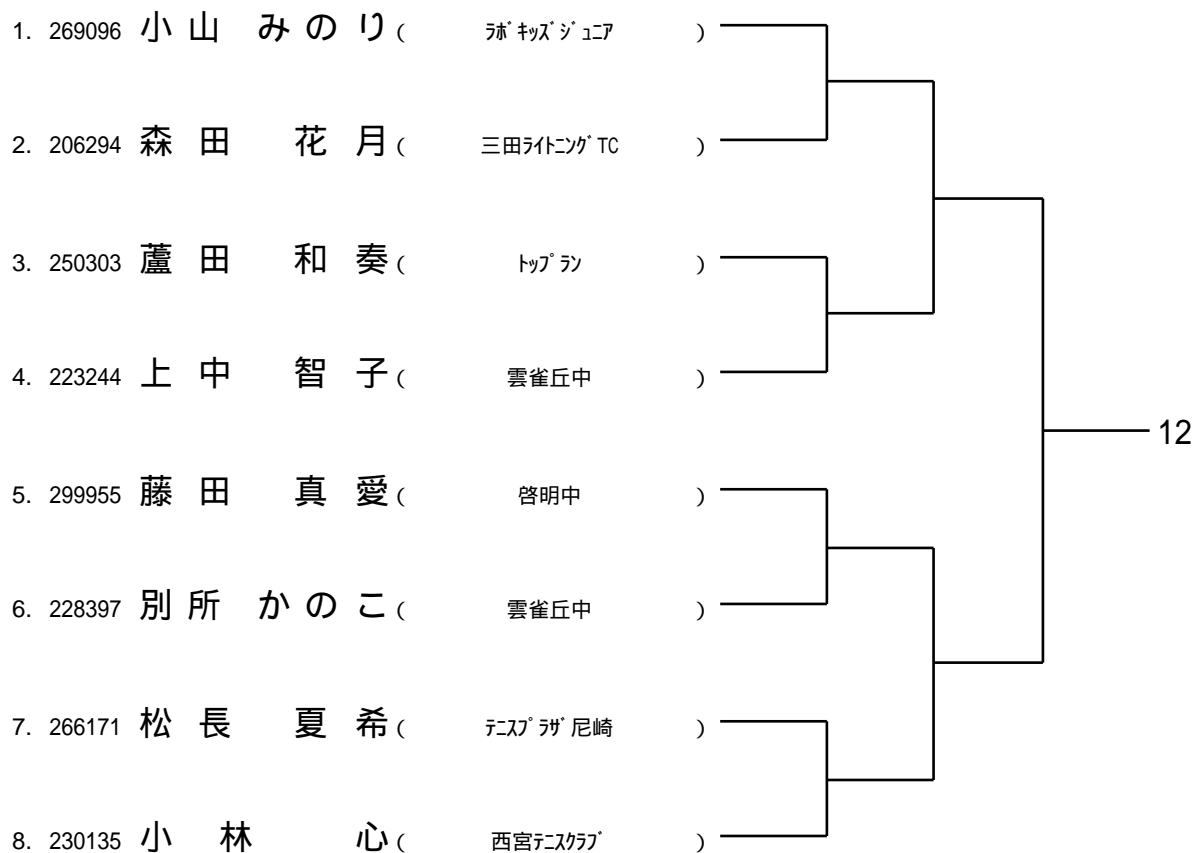 1. 269096 小山 みのり( ﾗﾎﾞｷｯｽﾞｼﾞｭﾆｱ )
2. 206294 森田 花月( 三田ﾗｲﾄﾆﾝｸﾞTC )
3. 250303 蘆田 和奏( ﾄｯﾌﾟﾗﾝ )
4. 223244 上中 智子( 雲雀丘中 )
12
5. 299955 藤田 真愛( 啓明中 )
6. 228397 別所 かのこ( 雲雀丘中 )
7. 266171 松長 夏希( ﾃﾆｽﾌﾟﾗｻﾞ尼崎 )
8. 230135 小林 心( 西宮ﾃﾆｽｸﾗﾌﾞ )